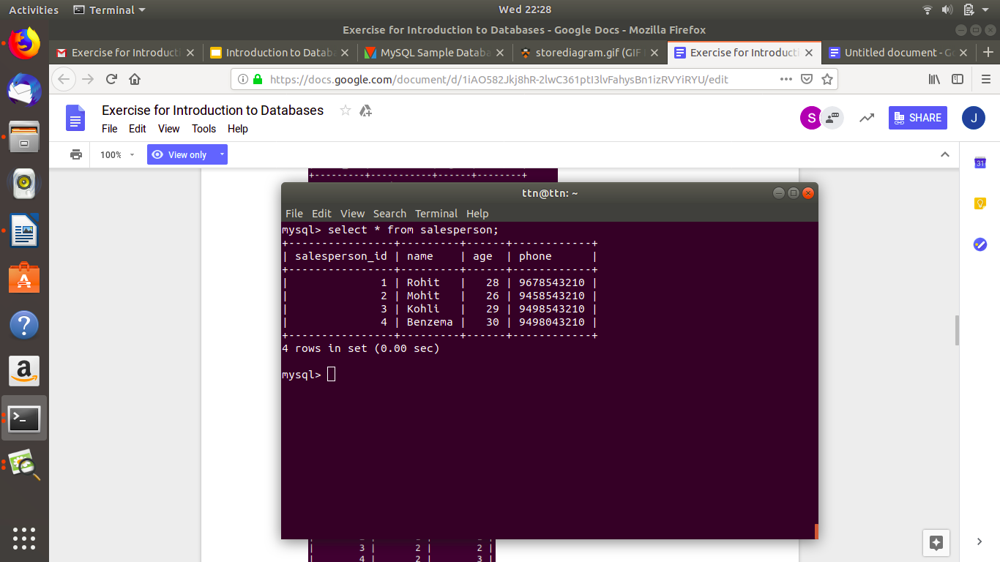 Activities Terminal Wed 22:28
Exercise for Introduction to Databases - Google Docs - Mozilla Firefox
Exercise for Introducti Introduction to Datab MySQL Sample Databa storediagram.gif (GIF Exercise for Introducti Untitled document - G
https://docs.google.com/document/d/1iAO582Jkj8hR-2lwC361ptI3lvFahysBn1izRVYiRYU/edit
Exercise for Introduction to Databases
S SHARE J
File Edit View Tools Help
100% View only
31
+---------+-----------+------+--------+
ttn@ttn: ~
File Edit View Search Terminal Help
mysql> select * from salesperson;
+----------------+---------+------+------------+
| salesperson_id | name    | age  | phone      |
+----------------+---------+------+------------+
|              1 | Rohit   |   28 | 9678543210 |
|              2 | Mohit   |   26 | 9458543210 |
|              3 | Kohli   |   29 | 9498543210 |
|              4 | Benzema |   30 | 9498043210 |
+----------------+---------+------+------------+
4 rows in set (0.00 sec)
mysql>
| 3 | 2 | 2 |
| 4 | 2 | 3 |